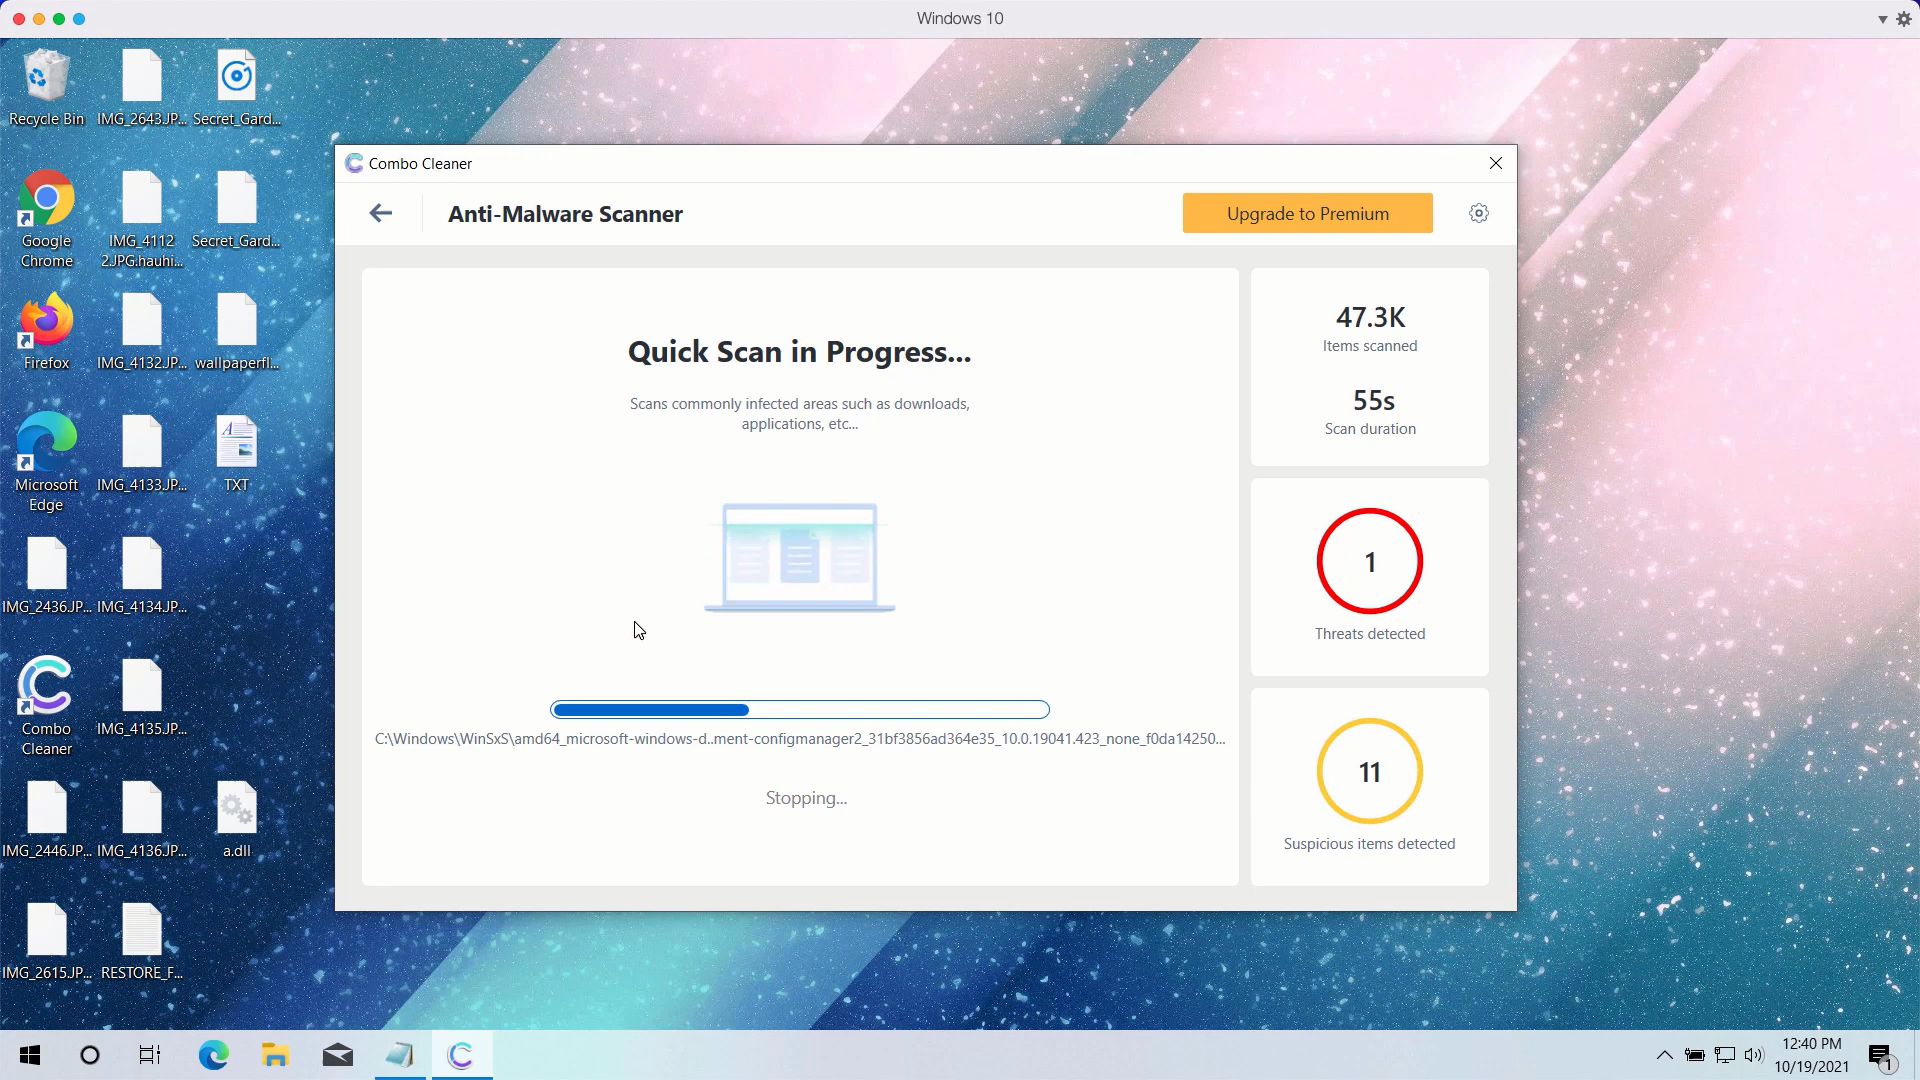 Windows 10
Recycle Bin
IMG_2643.JP...
Secret_Gard...
Google
Chrome
IMG_4112
2.JPG.hauhi...
Secret_Gard...
Firefox
IMG_4132.JP...
wallpaperfl...
Microsoft
Edge
IMG_4133.JP...
TXT
IMG_2436.JP...
IMG_4134.JP...
Combo
Cleaner
IMG_4135.JP...
IMG_2446.JP...
IMG_4136.JP...
a.dll
IMG_2615.JP...
RESTORE_F...
Combo Cleaner
Anti-Malware Scanner
Upgrade to Premium
Quick Scan in Progress...
Scans commonly infected areas such as downloads,
applications, etc...
C:\Windows\WinSxS\amd64_microsoft-windows-d..ment-configmanager2_31bf3856ad364e35_10.0.19041.423_none_f0da14250...
Stopping...
47.3K
Items scanned
55s
Scan duration
1
Threats detected
11
Suspicious items detected
12:40 PM
10/19/2021
1